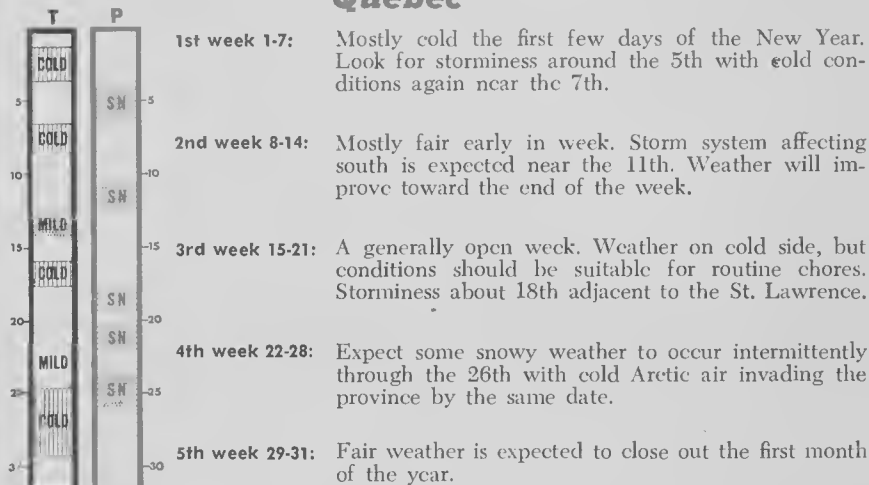 Quebec
T P
1st week 1-7: Mostly cold the first few days of the New Year.
Look for storminess around the 5th with cold con-
ditions again near the 7th.
2nd week 8-14: Mostly fair early in week. Storm system affecting
south is expected near the 11th. Weather will im-
prove toward the end of the week.
3rd week 15-21: A generally open week. Weather on cold side, but
conditions should be suitable for routine chores.
Storminess about 18th adjacent to the St. Lawrence.
4th week 22-28: Expect some snowy weather to occur intermittently
through the 26th with cold Arctic air invading the
province by the same date.
5th week 29-31: Fair weather is expected to close out the first month
of the year.
COLD
5
COLD
10
MILD
15
COLD
20
MILD
COLD
SN
5
10
SN
15
SN
20
SN
SN
25
30